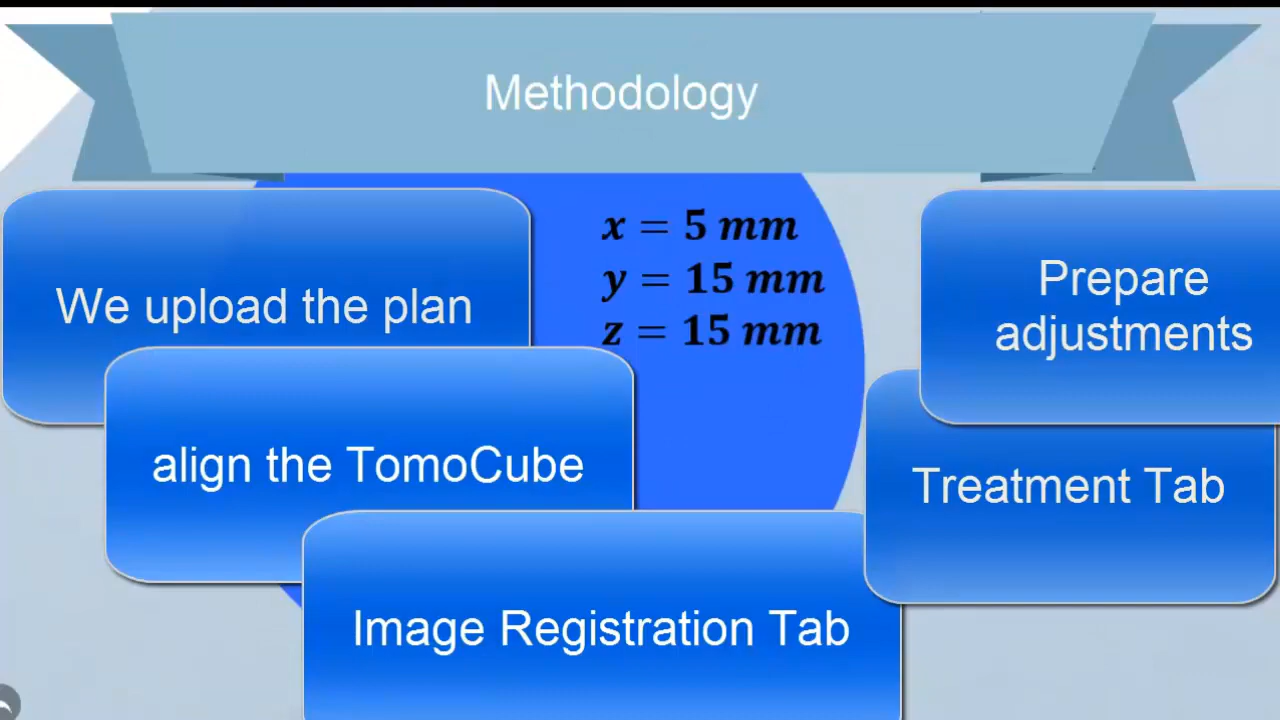 Methodology
We upload the plan
x = 5 mm
y = 15 mm
z = 15 mm
align the TomoCube
Image Registration Tab
Treatment Tab
Prepare
adjustments